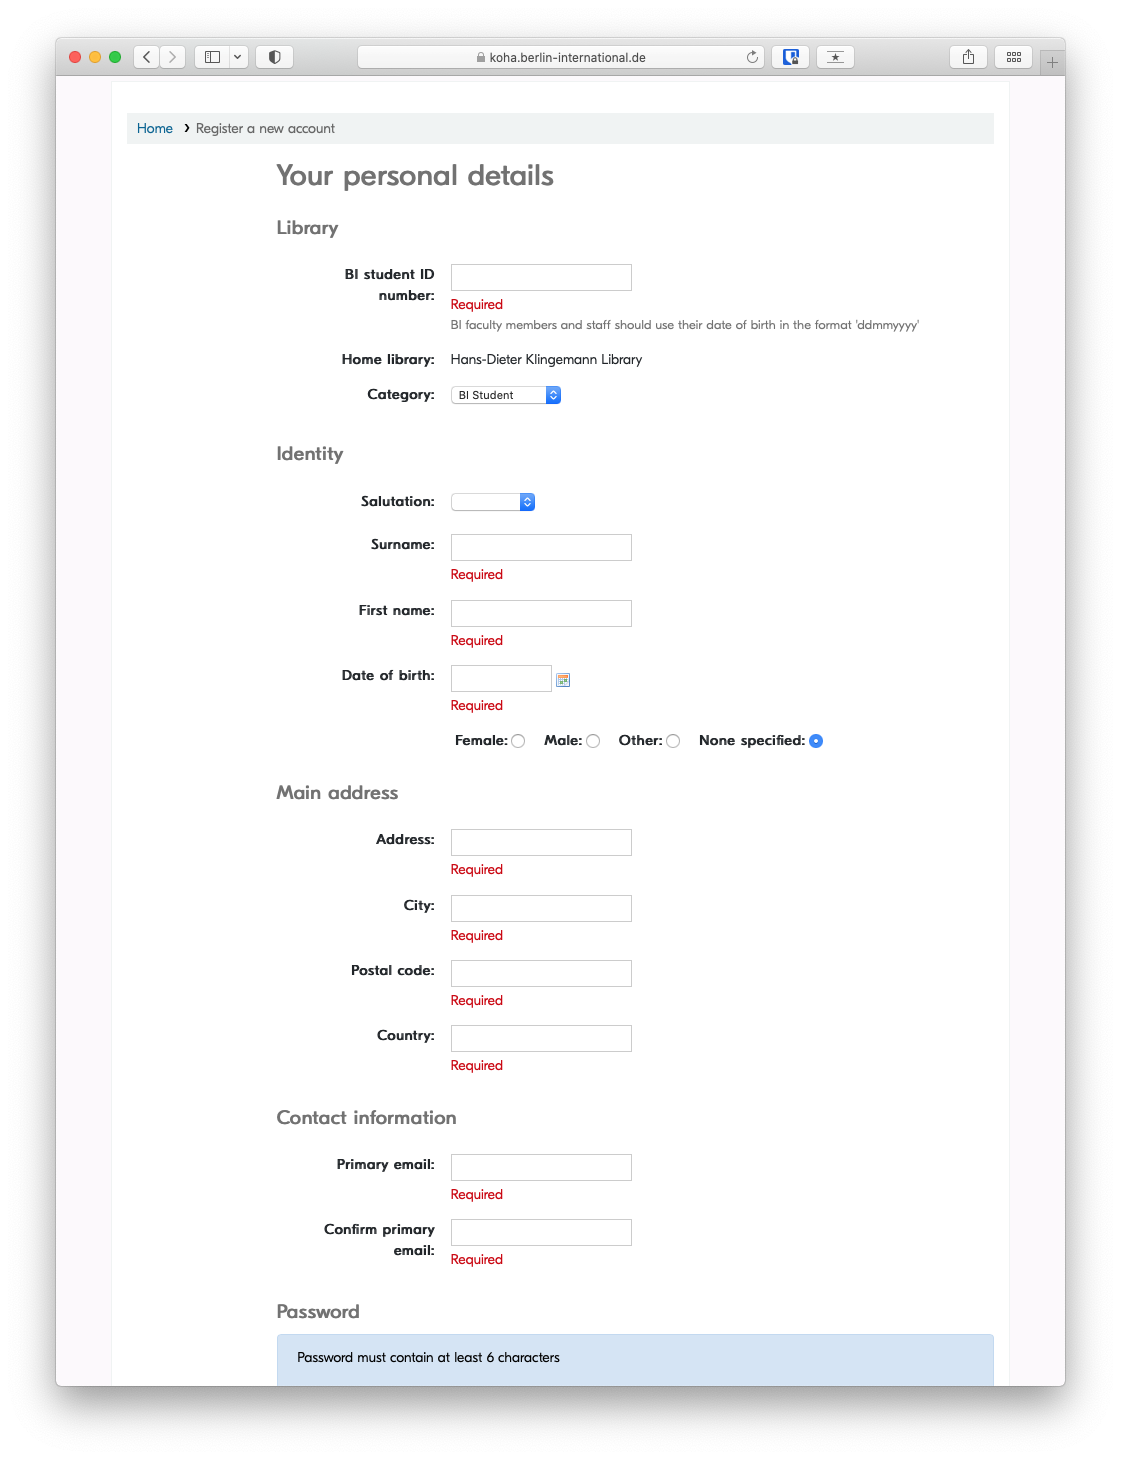 koha.berlin-international.de
Home › Register a new account
Your personal details
Library
BI student ID
number:
Required
BI faculty members and staff should use their date of birth in the format 'ddmmyyyy'
Home library: Hans-Dieter Klingemann Library
Category: BI Student
Identity
Salutation:
Surname:
Required
First name:
Required
Date of birth:
Required
Female: Male: Other: None specified:
Main address
Address:
Required
City:
Required
Postal code:
Required
Country:
Required
Contact information
Primary email:
Required
Confirm primary
email:
Required
Password
Password must contain at least 6 characters